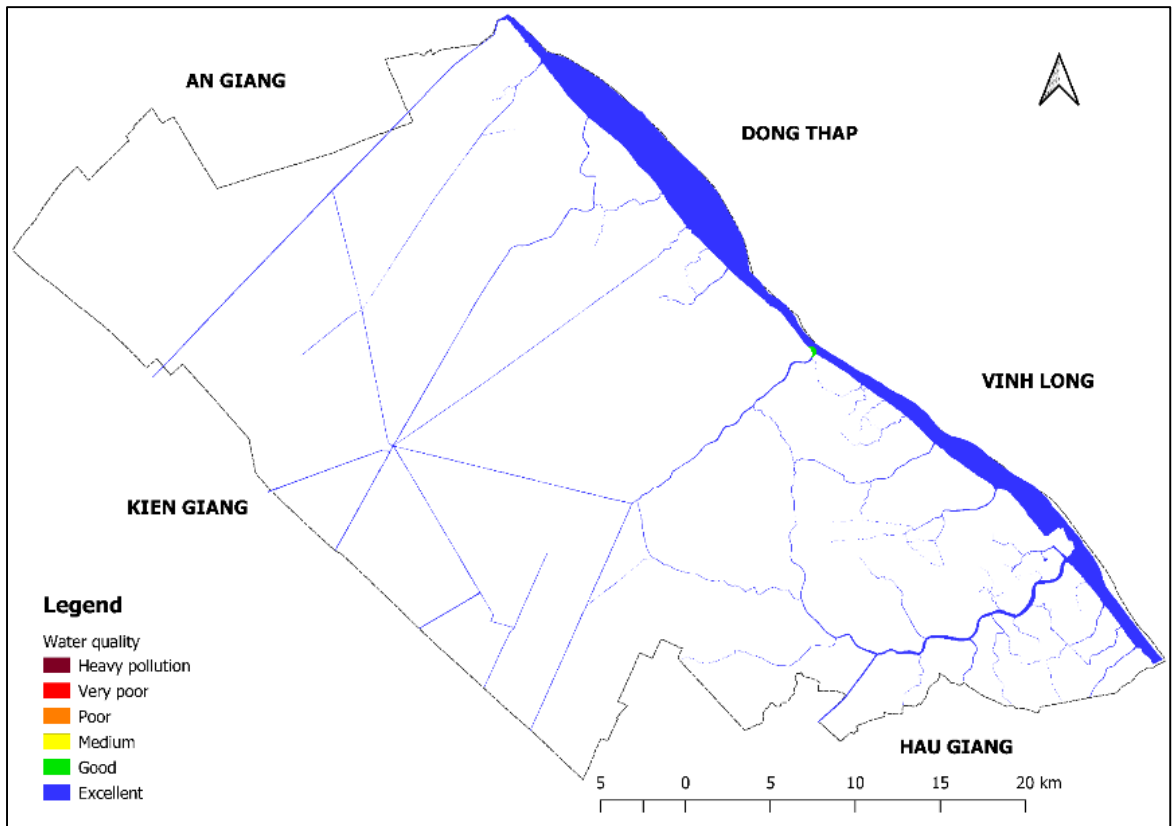 AN GIANG
DONG THAP
VINH LONG
KIEN GIANG
Legend
Water quality
Heavy pollution
Very poor
Poor
Medium
Good
Excellent
HAU GIANG
5 0 5 10 15 20 km